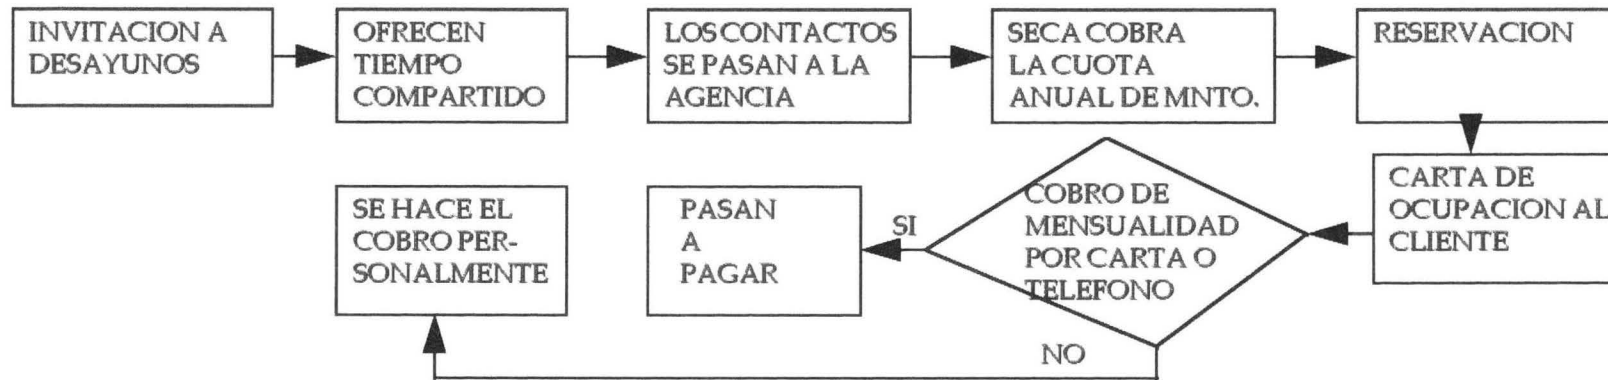 INVITACION A
DESAYUNOS
OFRECEN
TIEMPO
COMPARTIDO
LOS CONTACTOS
SE PASAN A LA
AGENCIA
SECA COBRA
LA CUOTA
ANUAL DE MNTO.
RESERVACION
CARTA DE
OCUPACION AL
CLIENTE
COBRO DE
MENSUALIDAD
POR CARTA O
TELEFONO
SI
PASAN
A
PAGAR
NO
SE HACE EL
COBRO PER-
SONALMENTE